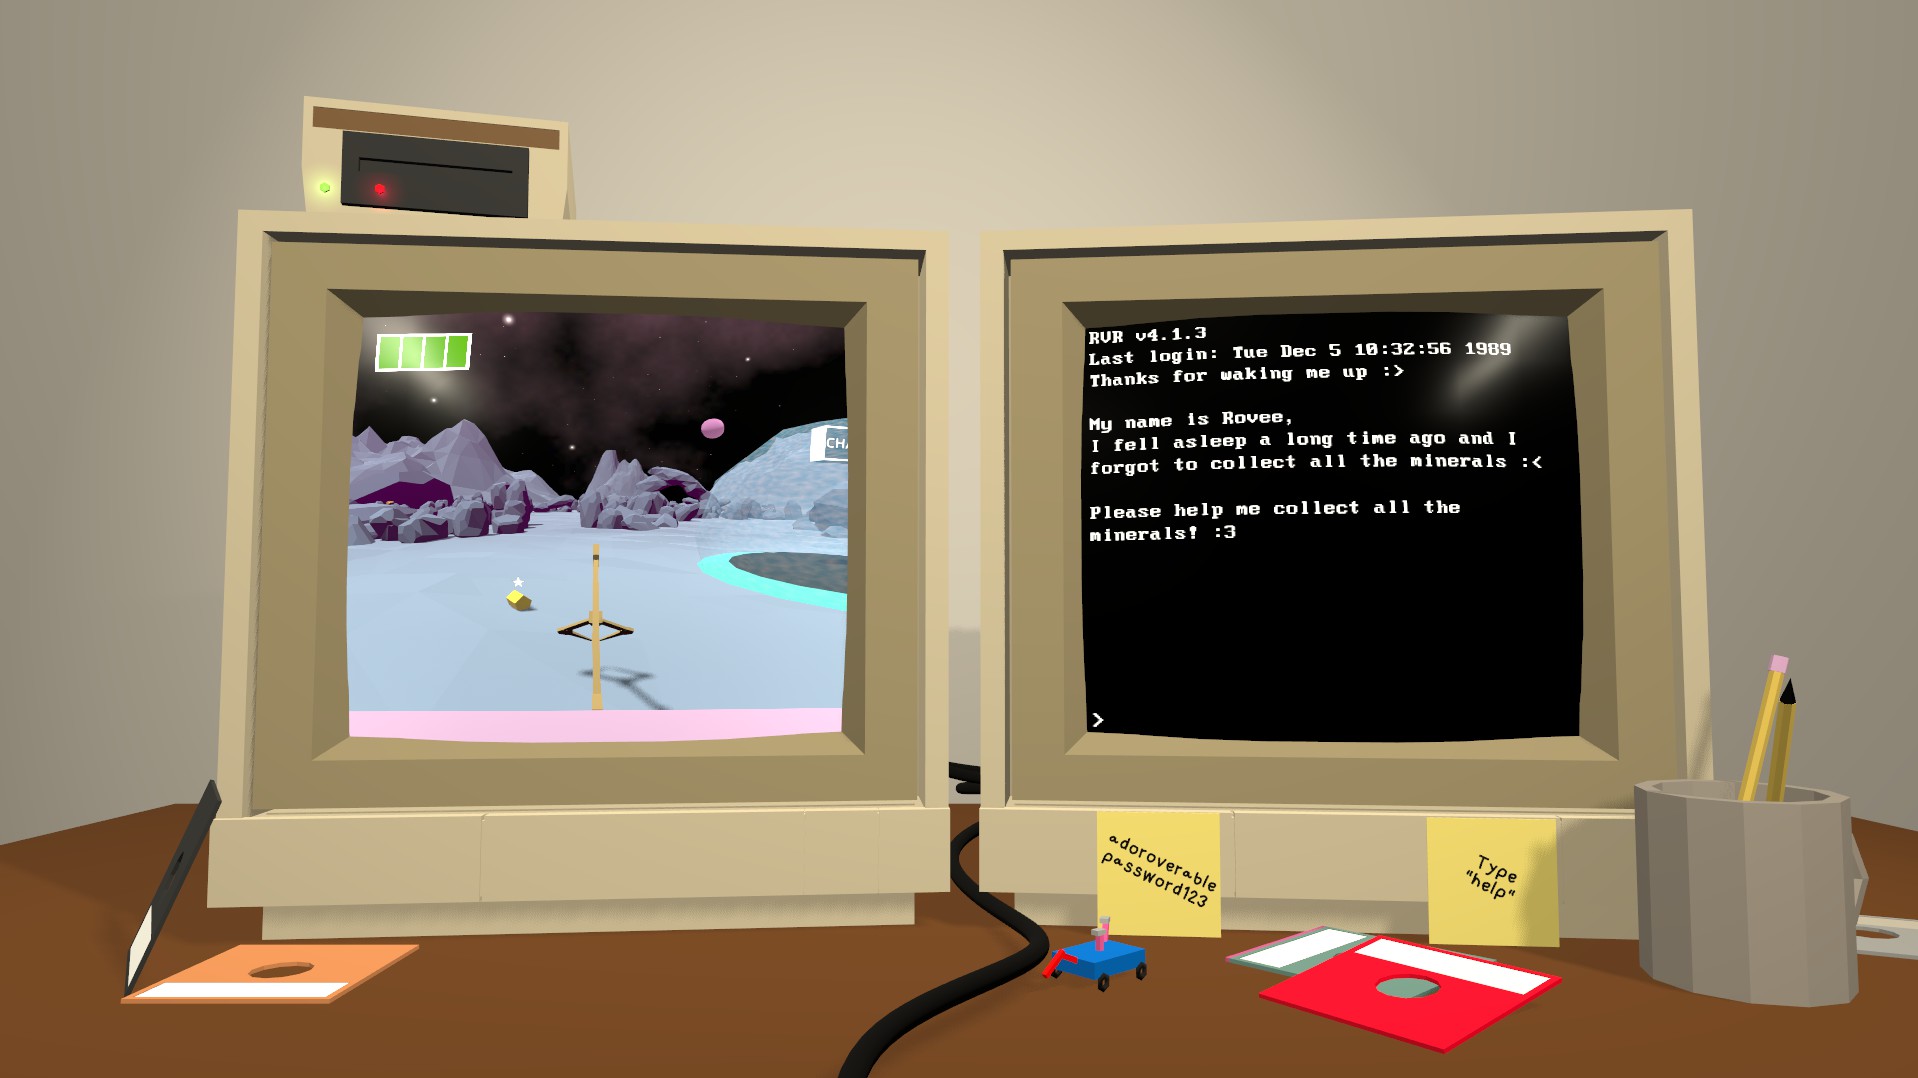 CHA
RVR v4.1.3
Last login: Tue Dec 5 10:32:56 1989
Thanks for waking me up :>
My name is Rovee,
I fell asleep a long time ago and I
forgot to collect all the minerals :<
Please help me collect all the
minerals! :3
>
adoroverable
password123
Type
"help"